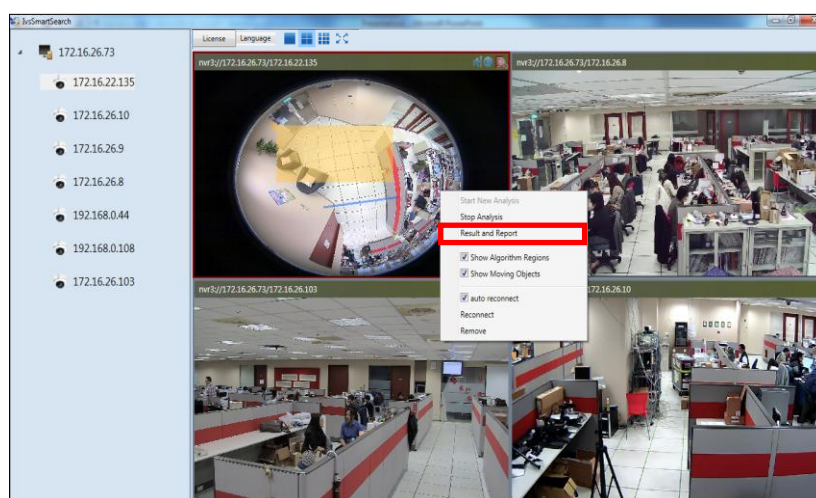 IvsSmartSearch
License Language
172.16.26.73
172.16.22.135
172.16.26.10
172.16.26.9
172.16.26.8
192.168.0.44
192.168.0.108
172.16.26.103
nvr3://172.16.26.73/172.16.22.135
nvr3://172.16.26.73/172.16.26.8
Start New Analysis
Stop Analysis
Result and Report
Show Algorithm Regions
Show Moving Objects
auto reconnect
Reconnect
Remove
nvr3://172.16.26.73/172.16.26.103
172.16.26.10